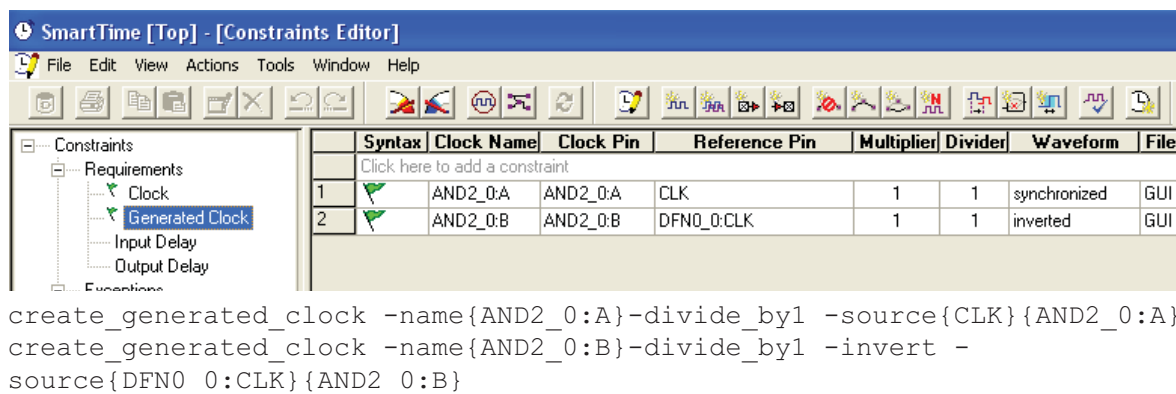 SmartTime [Top] - [Constraints Editor]
File Edit View Actions Tools Window Help
Constraints
Requirements
Clock
Generated Clock
Input Delay
Output Delay
Exceptions
Syntax Clock Name Clock Pin Reference Pin Multiplier Divider Waveform File
Click here to add a constraint
1 AND2_0:A AND2_0:A CLK 1 1 synchronized GUI
2 AND2_0:B AND2_0:B DFN0_0:CLK 1 1 inverted GUI
create_generated_clock -name{AND2_0:A}-divide_by1 -source{CLK}{AND2_0:A}
create_generated_clock -name{AND2_0:B}-divide_by1 -invert -
source{DFN0 0:CLK}{AND2 0:B}